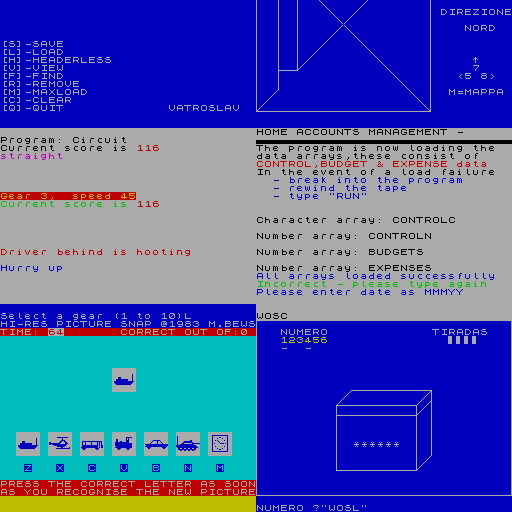 [S]-SAVE
[L]-LOAD
[H]-HEADERLESS
[V]-VIEW
[F]-FIND
[R]-REMOVE
[M]-MAXLOAD
[C]-CLEAR
[Q]-QUIT VATROSLAV
DIREZIONE
NORD
↑
7
(5 8)
M=MAPPA
Program: Circuit
Current score is 116
straight
Gear 3, speed 45
Current score is 116
Driver behind is hooting
Hurry up
Select a gear (1 to 10)L
HOME ACCOUNTS MANAGEMENT -
The program is now loading the
data arrays,these consist of
CONTROL,BUDGET & EXPENSE data
In the event of a load failure
- break into the program
- rewind the tape
- type "RUN"
Character array: CONTROLC
Number array: CONTROLN
Number array: BUDGETS
Number array: EXPENSES
All arrays loaded successfully
Incorrect - please type again
Please enter date as MMMYY
WOSC
HI-RES PICTURE SNAP @1983 M.BEWS
TIME: 64 CORRECT OUT OF:0
Z X C V B N M
PRESS THE CORRECT LETTER AS SOON
AS YOU RECOGNISE THE NEW PICTURE
NUMERO TIRADAS
123456
- -
******
NUMERO ?"WOSL"